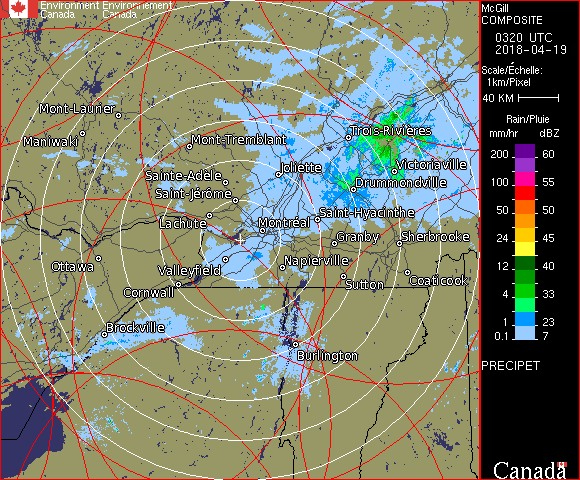 Environment Environnement
Canada Canada
McGill
COMPOSITE
0320 UTC
2018-04-19
Scale/Échelle:
1km/Pixel
40 KM
Rain/Pluie
mm/hr dBZ
200 60
100 55
50 50
24 45
12 40
4 33
1 23
0.1 7
PRECIPET
Canada
Mont-Laurier
Maniwaki
Mont-Tremblant
Trois-Rivières
Joliette
Victoriaville
Sainte-Adèle
Drummondville
Saint-Jérôme
Lachute
Montréal
Saint-Hyacinthe
Granby
Sherbrooke
Ottawa
Valleyfield
Napierville
Cornwall
Sutton
Coaticook
Brockville
Burlington